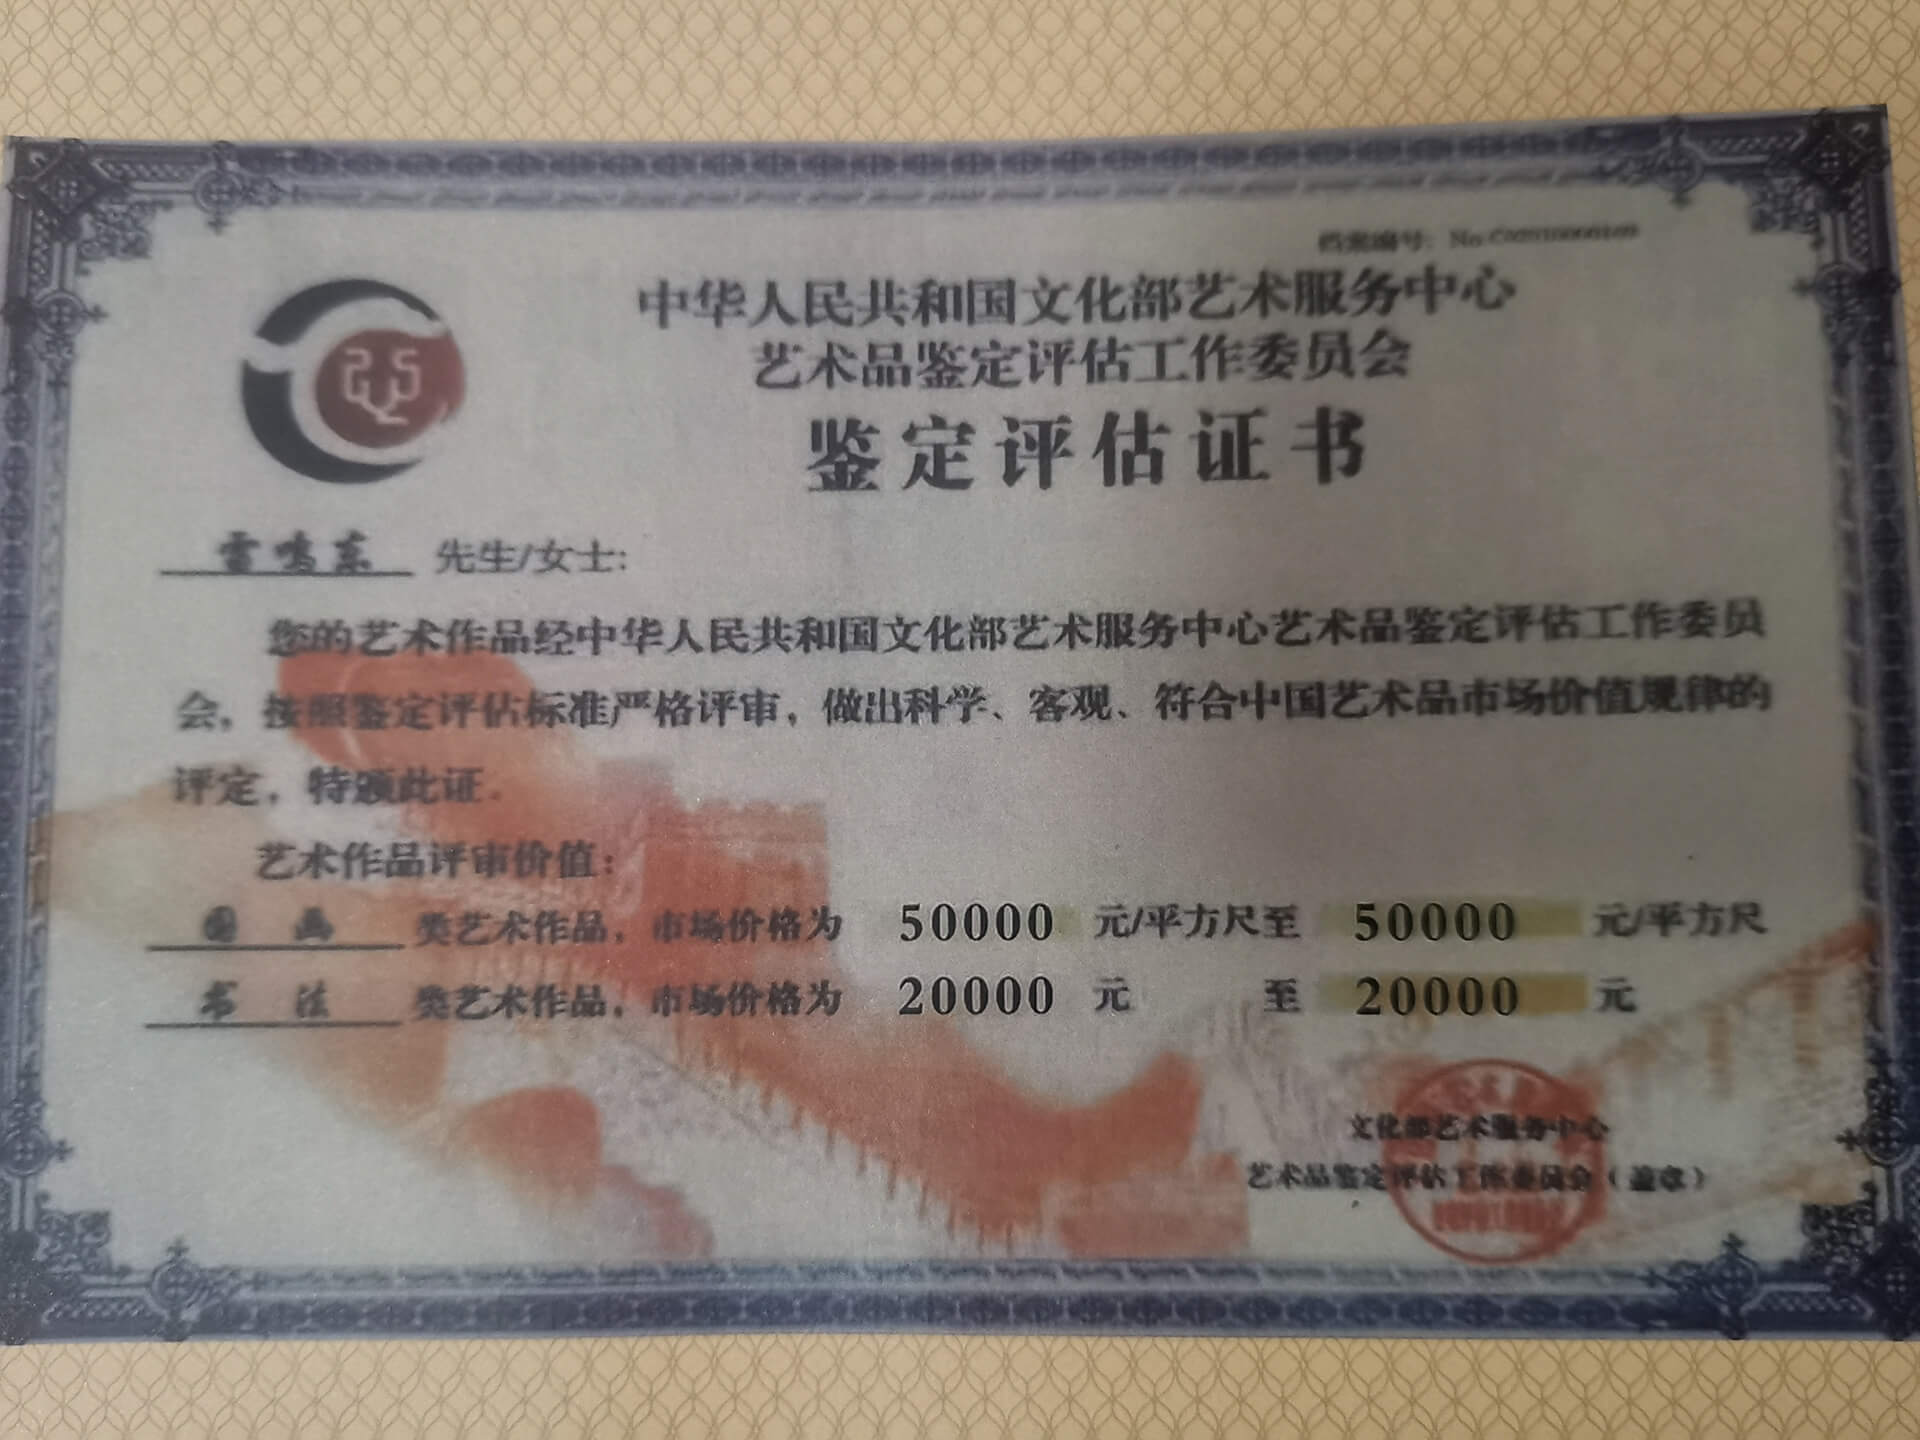 中华人民共和国文化部艺术服务中心
艺术品鉴定评估工作委员会
鉴定评估证书
雷鸣东 先生/女士:
您的艺术作品经中华人民共和国文化部艺术服务中心艺术品鉴定评估工作委员
会，按照鉴定评估标准严格评审，做出科学、客观、符合中国艺术品市场价值规律的
评定，特颁此证.
艺术作品评审价值:
国 画 类艺术作品，市场价格为 50000 元/平方尺至 50000 元/平方尺
书 法 类艺术作品，市场价格为 20000 元 至 20000 元
文化部艺术服务中心
艺术品鉴定评估工作委员会（盖章）